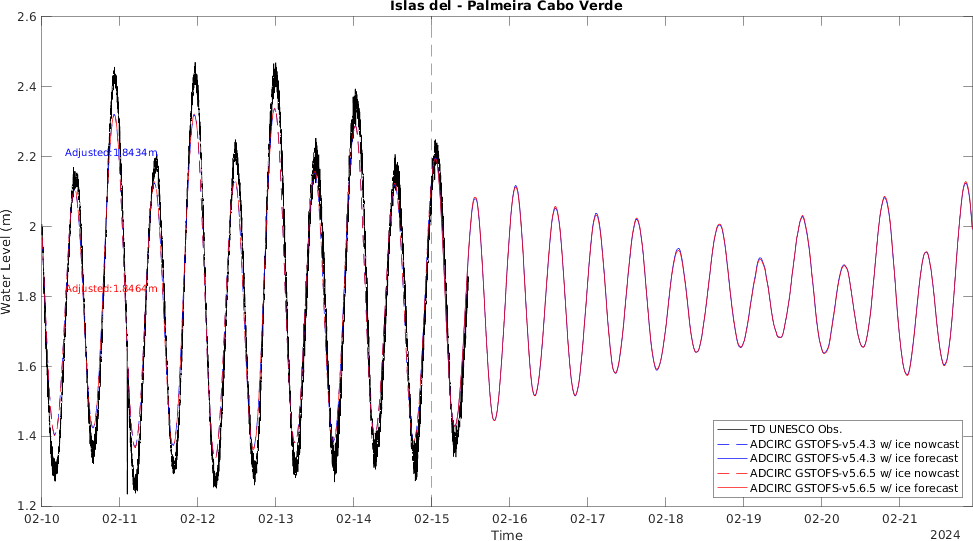 Islas del - Palmeira Cabo Verde
2.6
2.4
2.2
2
1.8
1.6
1.4
1.2
Water Level (m)
Adjusted:1.8434m
Adjusted:1.8464m
TD UNESCO Obs.
ADCIRC GSTOFS-v5.4.3 w/ ice nowcast
ADCIRC GSTOFS-v5.4.3 w/ ice forecast
ADCIRC GSTOFS-v5.6.5 w/ ice nowcast
ADCIRC GSTOFS-v5.6.5 w/ ice forecast
02-10 02-11 02-12 02-13 02-14 02-15 02-16 02-17 02-18 02-19 02-20 02-21
Time
2024